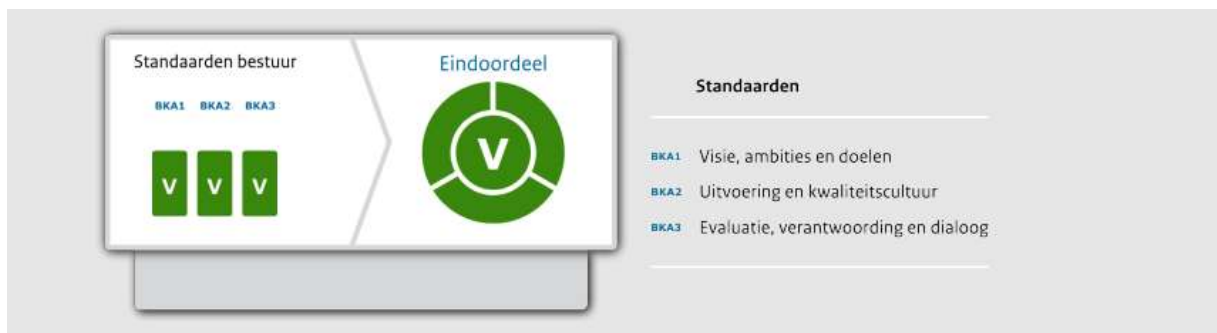 Standaarden bestuur
BKA1 BKA2 BKA3
V V V
Eindoordeel
V
Standaarden
BKA1 Visie, ambities en doelen
BKA2 Uitvoering en kwaliteitscultuur
BKA3 Evaluatie, verantwoording en dialoog